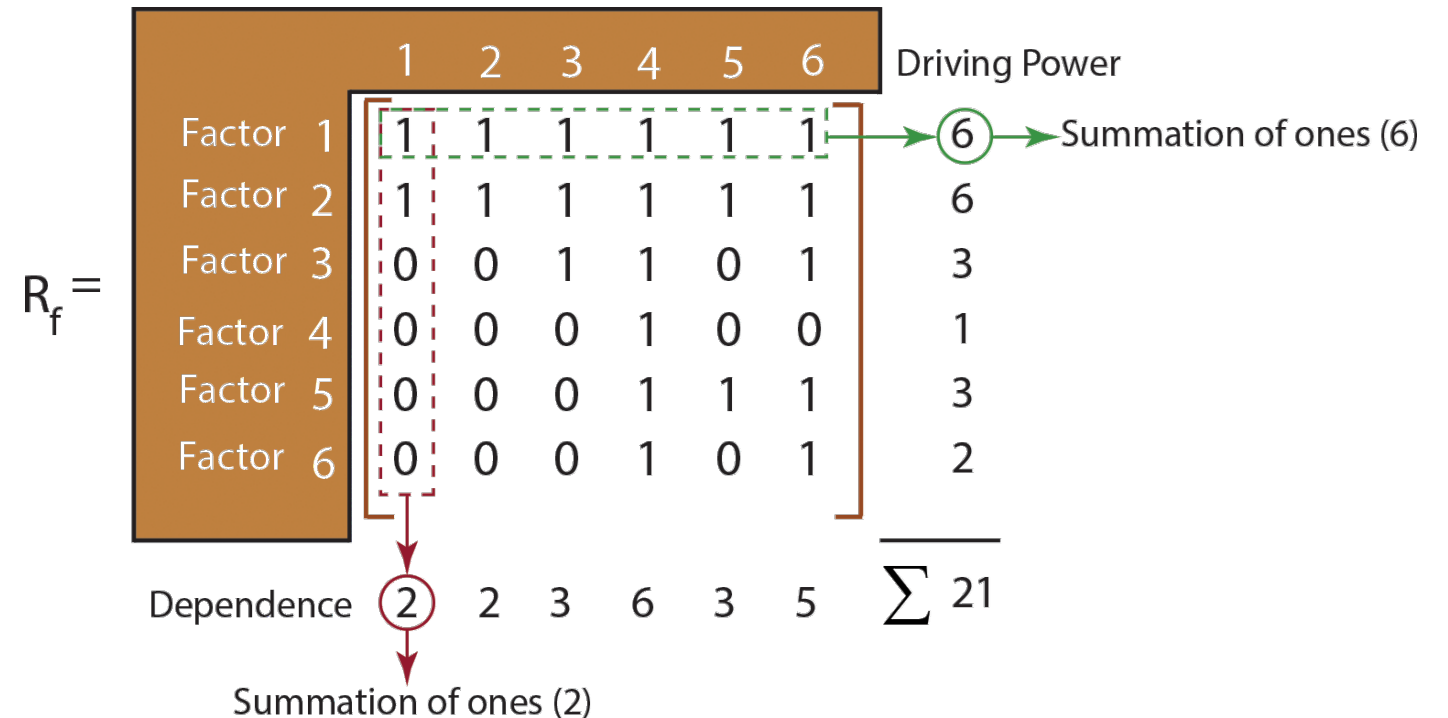 1 2 3 4 5 6 Driving Power
Factor 1 1 1 1 1 1 1 6 Summation of ones (6)
Factor 2 1 1 1 1 1 1 6
Factor 3 0 0 1 1 0 1 3
R_f = Factor 4 0 0 0 1 0 0 1
Factor 5 0 0 0 1 1 1 3
Factor 6 0 0 0 1 0 1 2
Dependence 2 2 3 6 3 5 ∑ 21
Summation of ones (2)